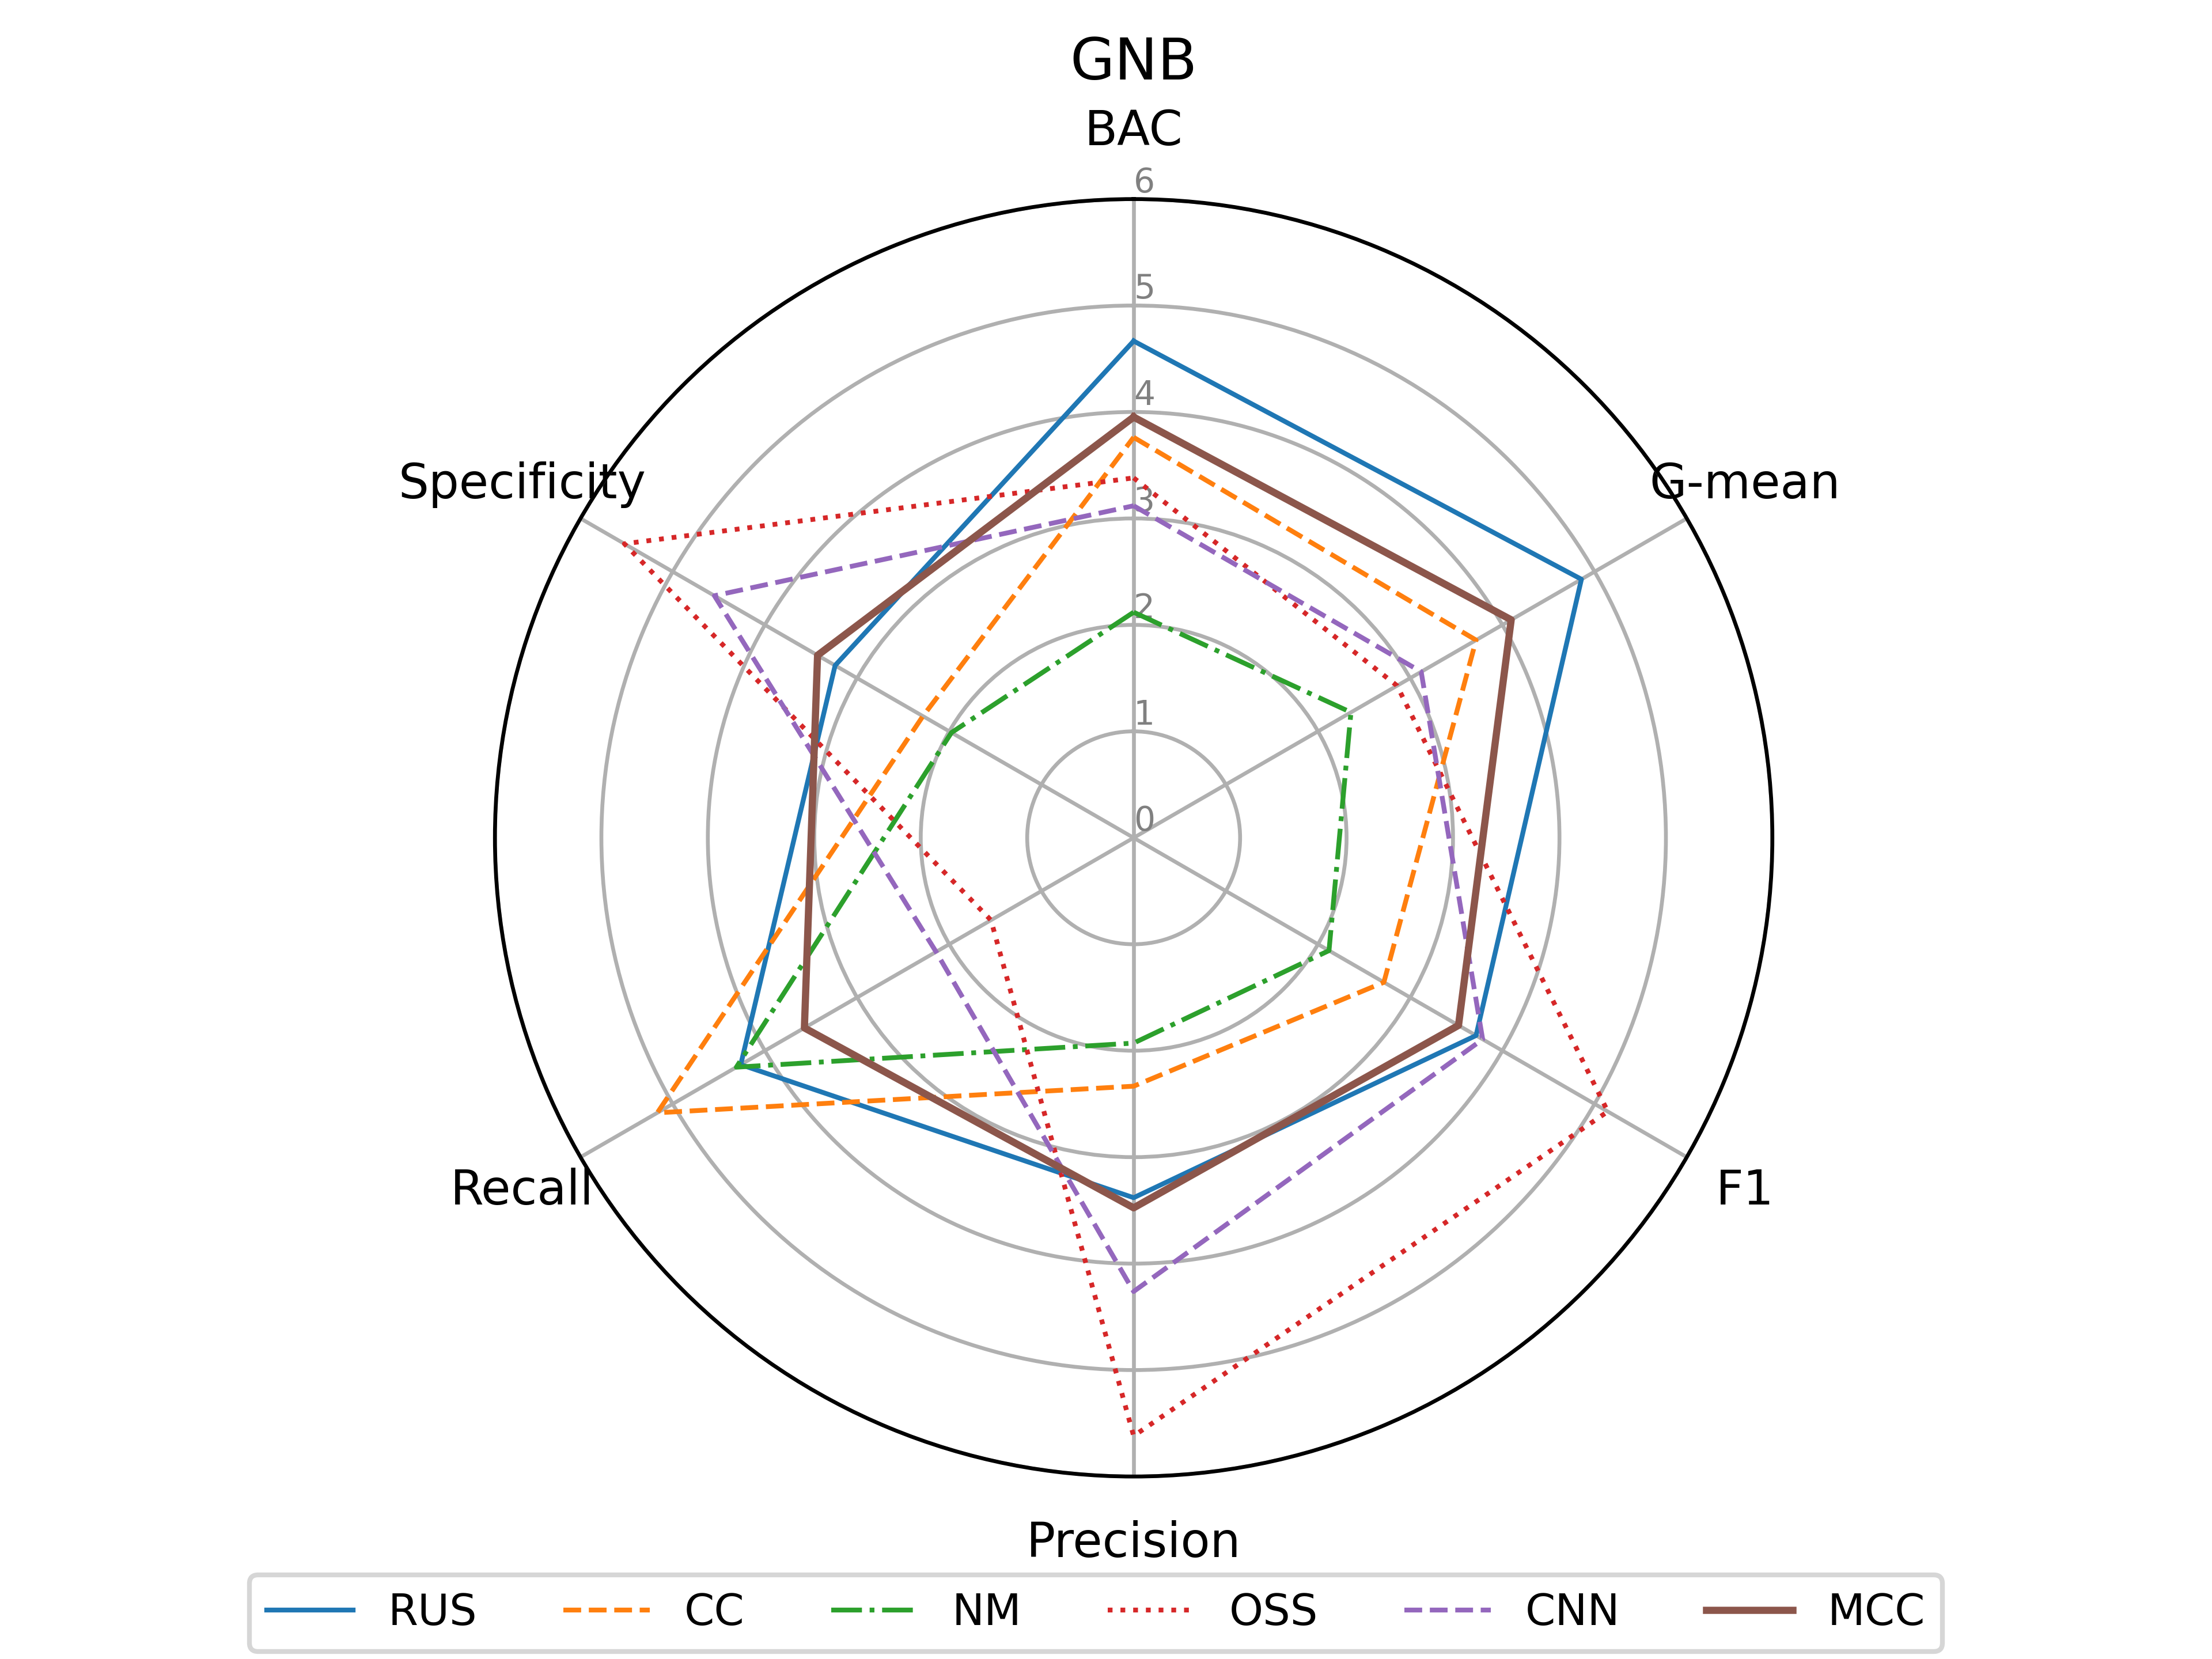 GNB
BAC
6
5
4
3
2
1
0
Specificity
G-mean
Recall
F1
Precision
RUS CC NM OSS CNN MCC